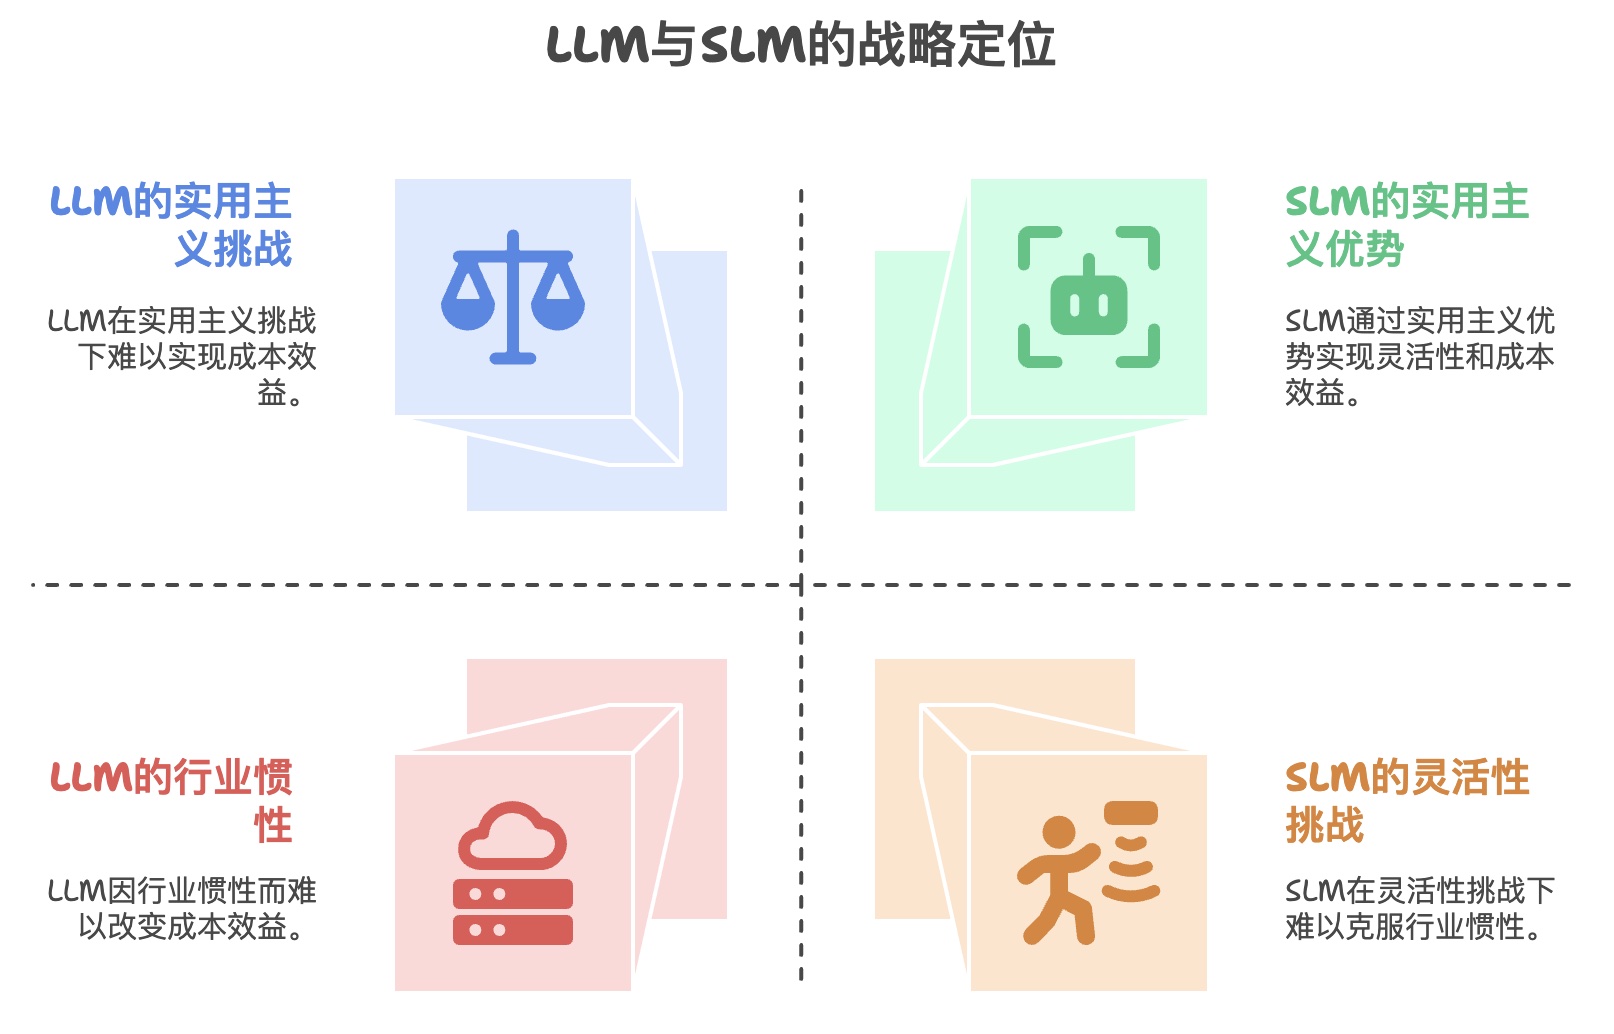 LLM与SLM的战略定位
LLM的实用主
义挑战
LLM在实用主义挑战
下难以实现成本效
益。
SLM的实用主
义优势
SLM通过实用主义优
势实现灵活性和成本
效益。
LLM的行业惯
性
LLM因行业惯性而难
以改变成本效益。
SLM的灵活性
挑战
SLM在灵活性挑战下
难以克服行业惯性。